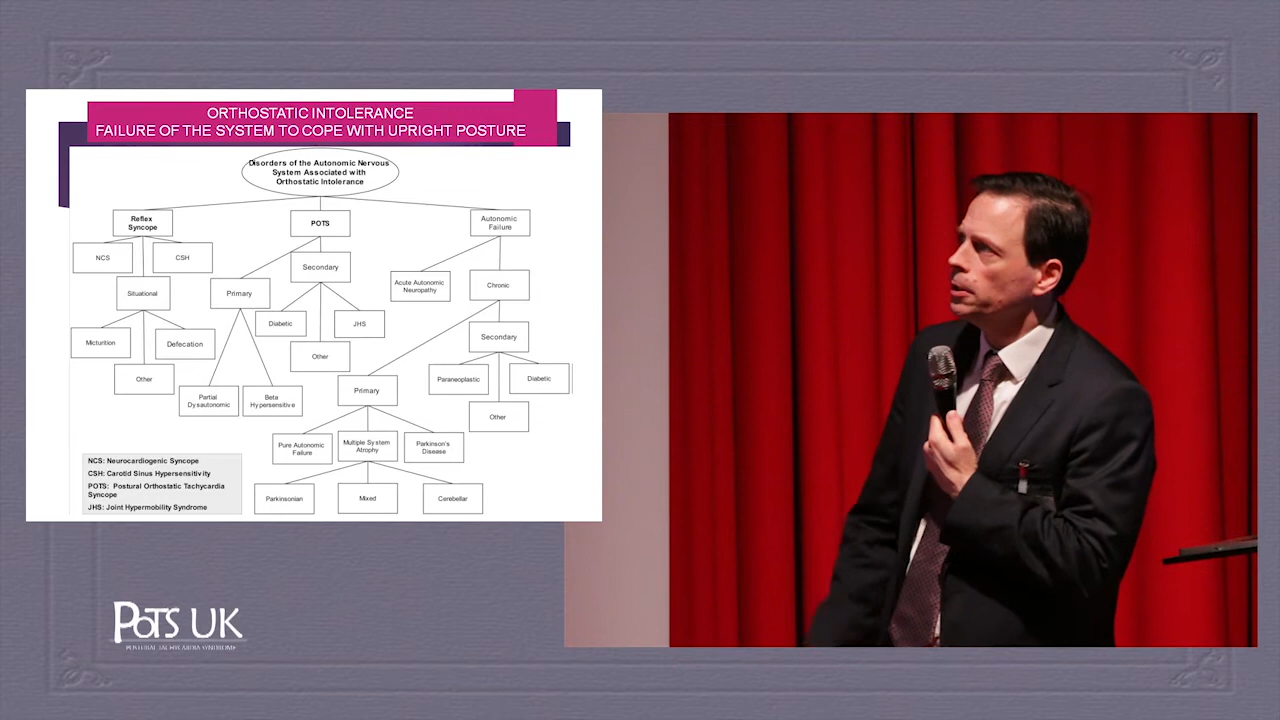 ORTHOSTATIC INTOLERANCE
FAILURE OF THE SYSTEM TO COPE WITH UPRIGHT POSTURE
Disorders of the Autonomic Nervous
System Associated with
Orthostatic Intolerance
Reflex
Syncope
POTS
Autonomic
Failure
NCS
CSH
Secondary
Acute Autonomic
Neuropathy
Chronic
Situational
Primary
Diabetic
JHS
Secondary
Micturition
Defecation
Other
Other
Paraneoplastic
Diabetic
Partial
Dysautonomic
Beta
Hypersensitive
Primary
Other
Pure Autonomic
Failure
Multiple System
Atrophy
Parkinson's
Disease
Parkinsonian
Mixed
Cerebellar
NCS: Neurocardiogenic Syncope
CSH: Carotid Sinus Hypersensitivity
POTS: Postural Orthostatic Tachycardia
Syncope
JHS: Joint Hypermobility Syndrome
PoTS UK
POSTURAL TACHYCARDIA SYNDROME